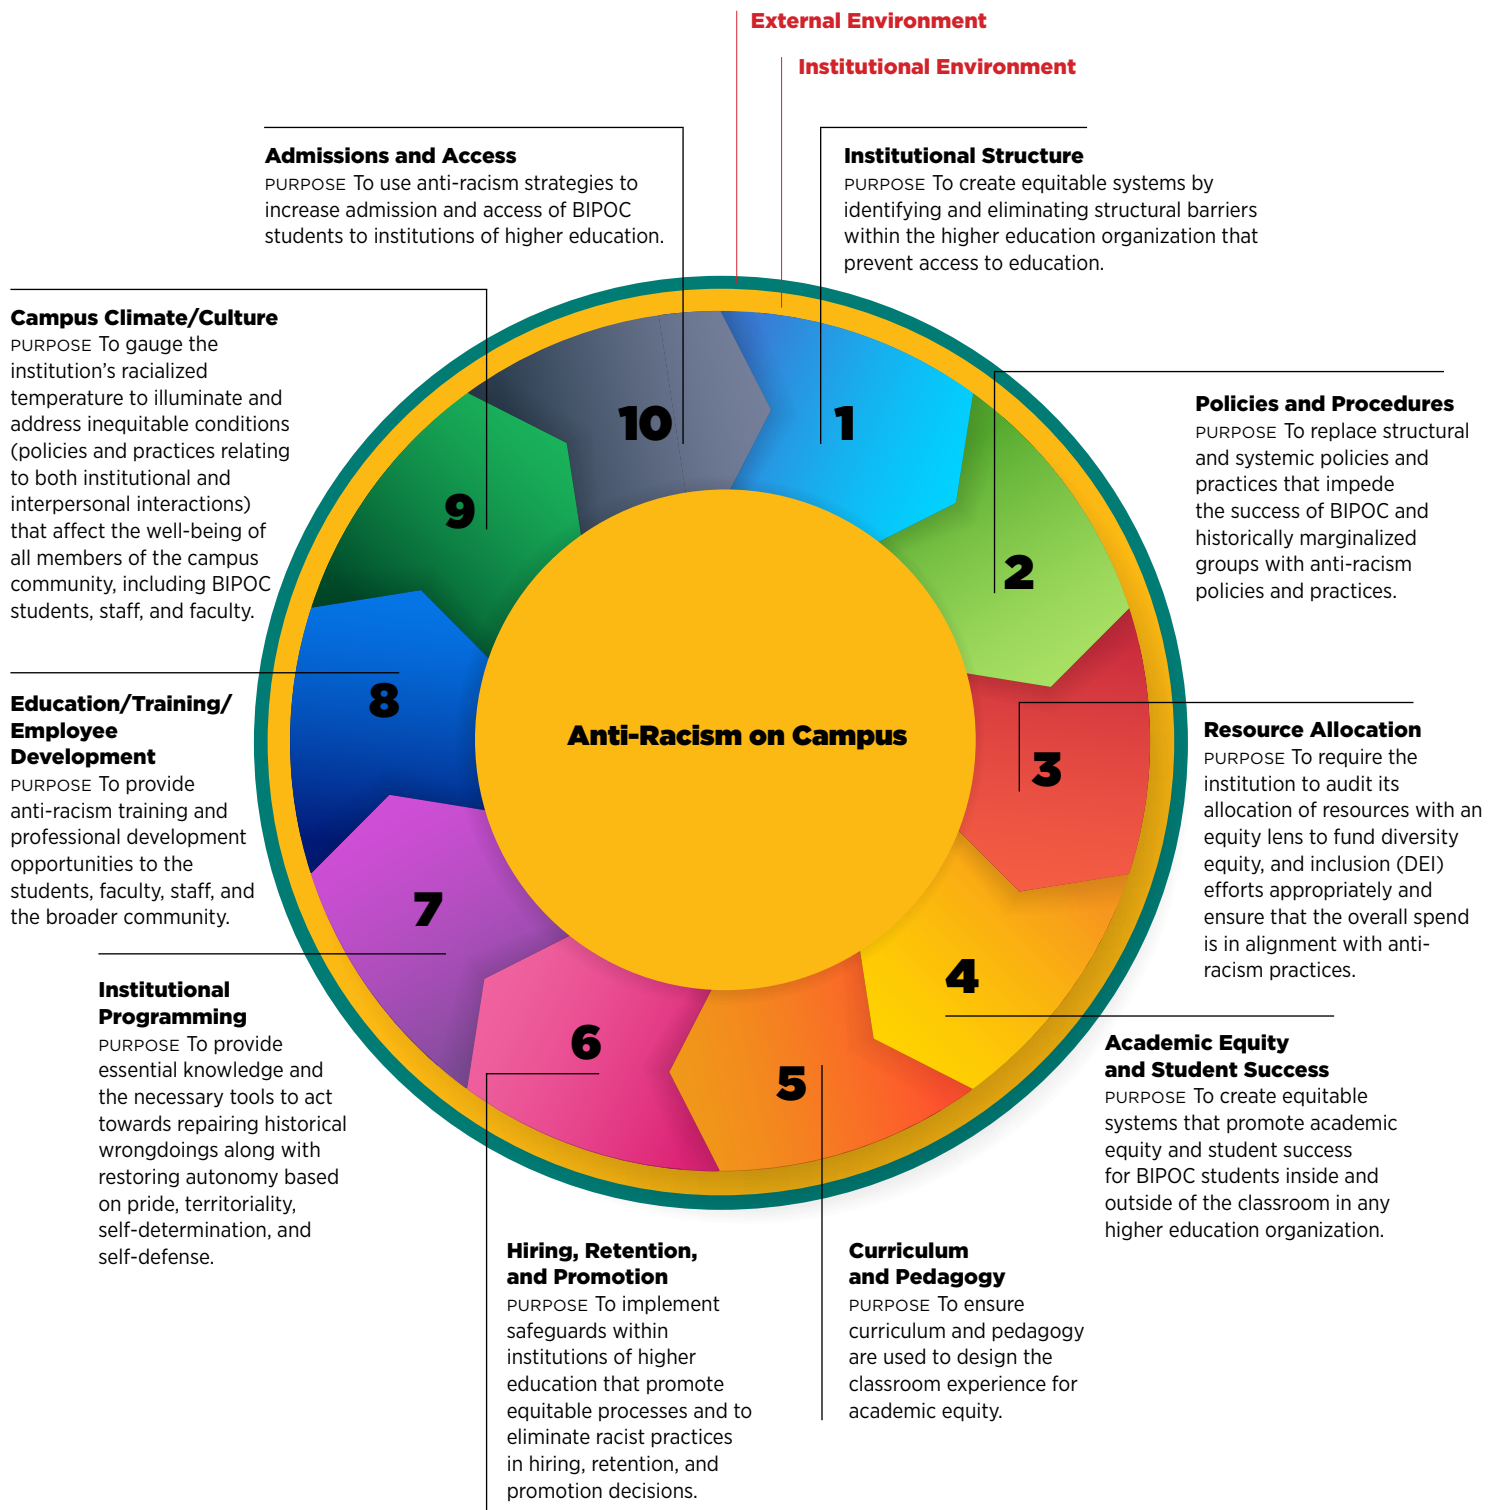 External Environment
Institutional Environment
Admissions and Access
PURPOSE To use anti-racism strategies to
increase admission and access of BIPOC
students to institutions of higher education.
Institutional Structure
PURPOSE To create equitable systems by
identifying and eliminating structural barriers
within the higher education organization that
prevent access to education.
Campus Climate/Culture
PURPOSE To gauge the
institution’s racialized
temperature to illuminate and
address inequitable conditions
(policies and practices relating
to both institutional and
interpersonal interactions)
that affect the well-being of
all members of the campus
community, including BIPOC
students, staff, and faculty.
Policies and Procedures
PURPOSE To replace structural
and systemic policies and
practices that impede
the success of BIPOC and
historically marginalized
groups with anti-racism
policies and practices.
10
1
9
2
8
3
Anti-Racism on Campus
7
4
6
5
Education/Training/
Employee
Development
PURPOSE To provide
anti-racism training and
professional development
opportunities to the
students, faculty, staff, and
the broader community.
Resource Allocation
PURPOSE To require the
institution to audit its
allocation of resources with an
equity lens to fund diversity
equity, and inclusion (DEI)
efforts appropriately and
ensure that the overall spend
is in alignment with anti-
racism practices.
Institutional
Programming
PURPOSE To provide
essential knowledge and
the necessary tools to act
towards repairing historical
wrongdoings along with
restoring autonomy based
on pride, territoriality,
self-determination, and
self-defense.
Academic Equity
and Student Success
PURPOSE To create equitable
systems that promote academic
equity and student success
for BIPOC students inside and
outside of the classroom in any
higher education organization.
Hiring, Retention,
and Promotion
PURPOSE To implement
safeguards within
institutions of higher
education that promote
equitable processes and to
eliminate racist practices
in hiring, retention, and
promotion decisions.
Curriculum
and Pedagogy
PURPOSE To ensure
curriculum and pedagogy
are used to design the
classroom experience for
academic equity.